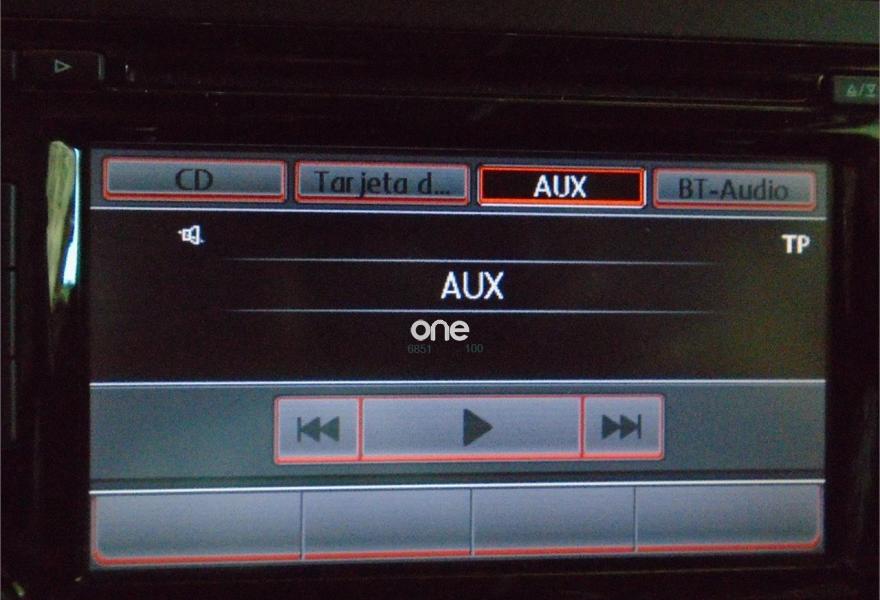 CD Tarjeta d... AUX BT-Audio
TP
AUX
one
6851 100